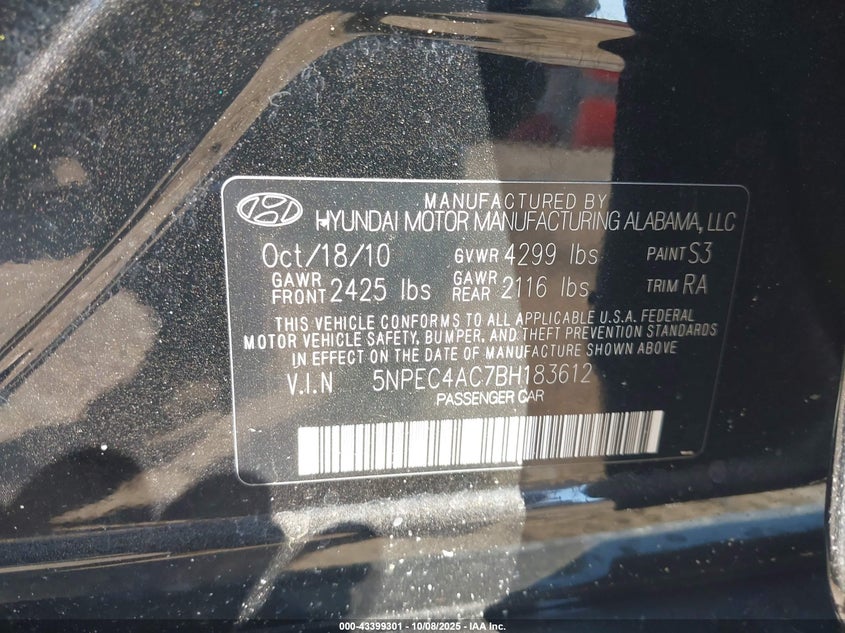 MANUFACTURED BY
HYUNDAI MOTOR MANUFACTURING ALABAMA, LLC
Oct/18/10 GVWR 4299 lbs PAINT S3
GAWR FRONT 2425 lbs GAWR REAR 2116 lbs TRIM RA
THIS VEHICLE CONFORMS TO ALL APPLICABLE U.S.A. FEDERAL
MOTOR VEHICLE SAFETY, BUMPER, AND THEFT PREVENTION STANDARDS
IN EFFECT ON THE DATE OF MANUFACTURE SHOWN ABOVE
V.I.N 5NPEC4AC7BH183612
PASSENGER CAR
000-43399301 - 10/08/2025 - IAA Inc.